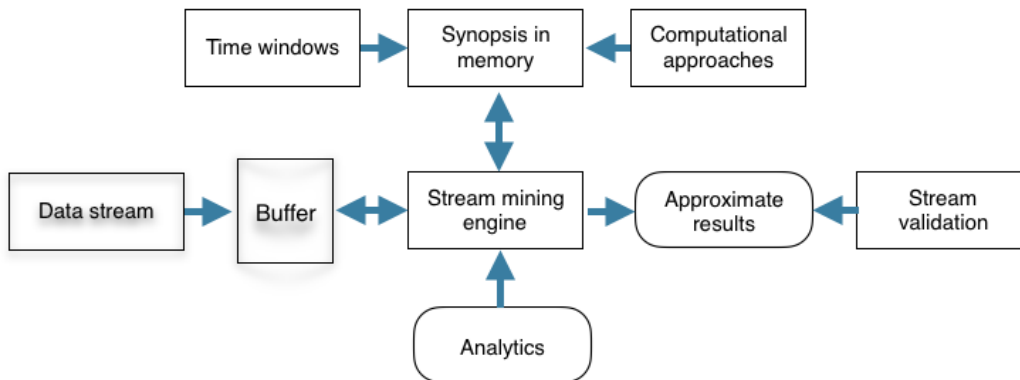 Time windows
Synopsis in
memory
Computational
approaches
Data stream
Buffer
Stream mining
engine
Approximate
results
Stream
validation
Analytics